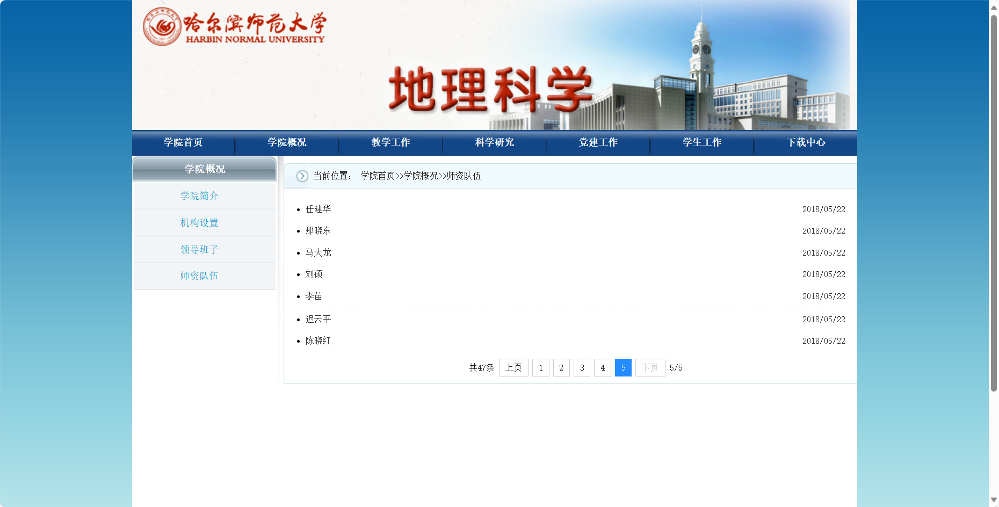 哈尔滨师范大学
HARBIN NORMAL UNIVERSITY
地理科学
学院首页 学院概况 教学工作 科学研究 党建工作 学生工作 下载中心
学院概况
学院简介
机构设置
领导班子
师资队伍
当前位置： 学院首页>>学院概况>>师资队伍
任建华 2018/05/22
那晓东 2018/05/22
马大龙 2018/05/22
刘硕 2018/05/22
李苗 2018/05/22
迟云平 2018/05/22
陈晓红 2018/05/22
共47条 上页 1 2 3 4 5 下页 5/5